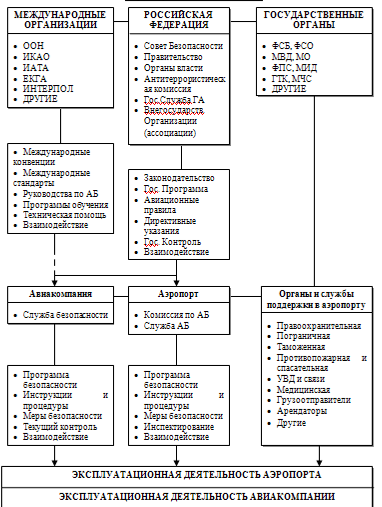 МЕЖДУНАРОДНЫЕ
ОРГАНИЗАЦИИ
• ООН
• ИКАО
• ИАТА
• ЕКГА
• ИНТЕРПОЛ
• ДРУГИЕ
РОССИЙСКАЯ
ФЕДЕРАЦИЯ
• Совет Безопасности
• Правительство
• Органы власти
• Антитеррористическ
ая комиссия
• Гос.Служба ГА
• Внегосударств.
Организации
(ассоциации)
ГОСУДАРСТВЕННЫЕ
ОРГАНЫ
• ФСБ, ФСО
• МВД, МО
• ФПС, МИД
• ГТК, МЧС
• ДРУГИЕ
• Международные
конвенции
• Международные
стандарты
• Руководства по АБ
• Программы обучения
• Техническая помощь
• Взаимодействие
• Законодательство
• Гос. Программа
• Авиационные
правила
• Директивные
указания
• Гос. Контроль
• Взаимодействие
Авиакомпания
• Служба безопасности
Аэропорт
• Комиссия по АБ
• Служба АБ
Органы и службы
поддержки в аэропорту
• Правоохранительная
• Пограничная
• Таможенная
• Противопожарная и
спасательная
• УВД и связи
• Медицинская
• Грузоотправители
• Арендаторы
• Другие
• Программа
безопасности
• Инструкции и
процедуры
• Меры безопасности
• Текущий контроль
• Взаимодействие
• Программа
безопасности
• Инструкции и
процедуры
• Меры безопасности
• Инспектирование
• Взаимодействие
ЭКСПЛУАТАЦИОННАЯ ДЕЯТЕЛЬНОСТЬ АЭРОПОРТА
ЭКСПЛУАТАЦИОННАЯ ДЕЯТЕЛЬНОСТЬ АВИАКОМПАНИИ